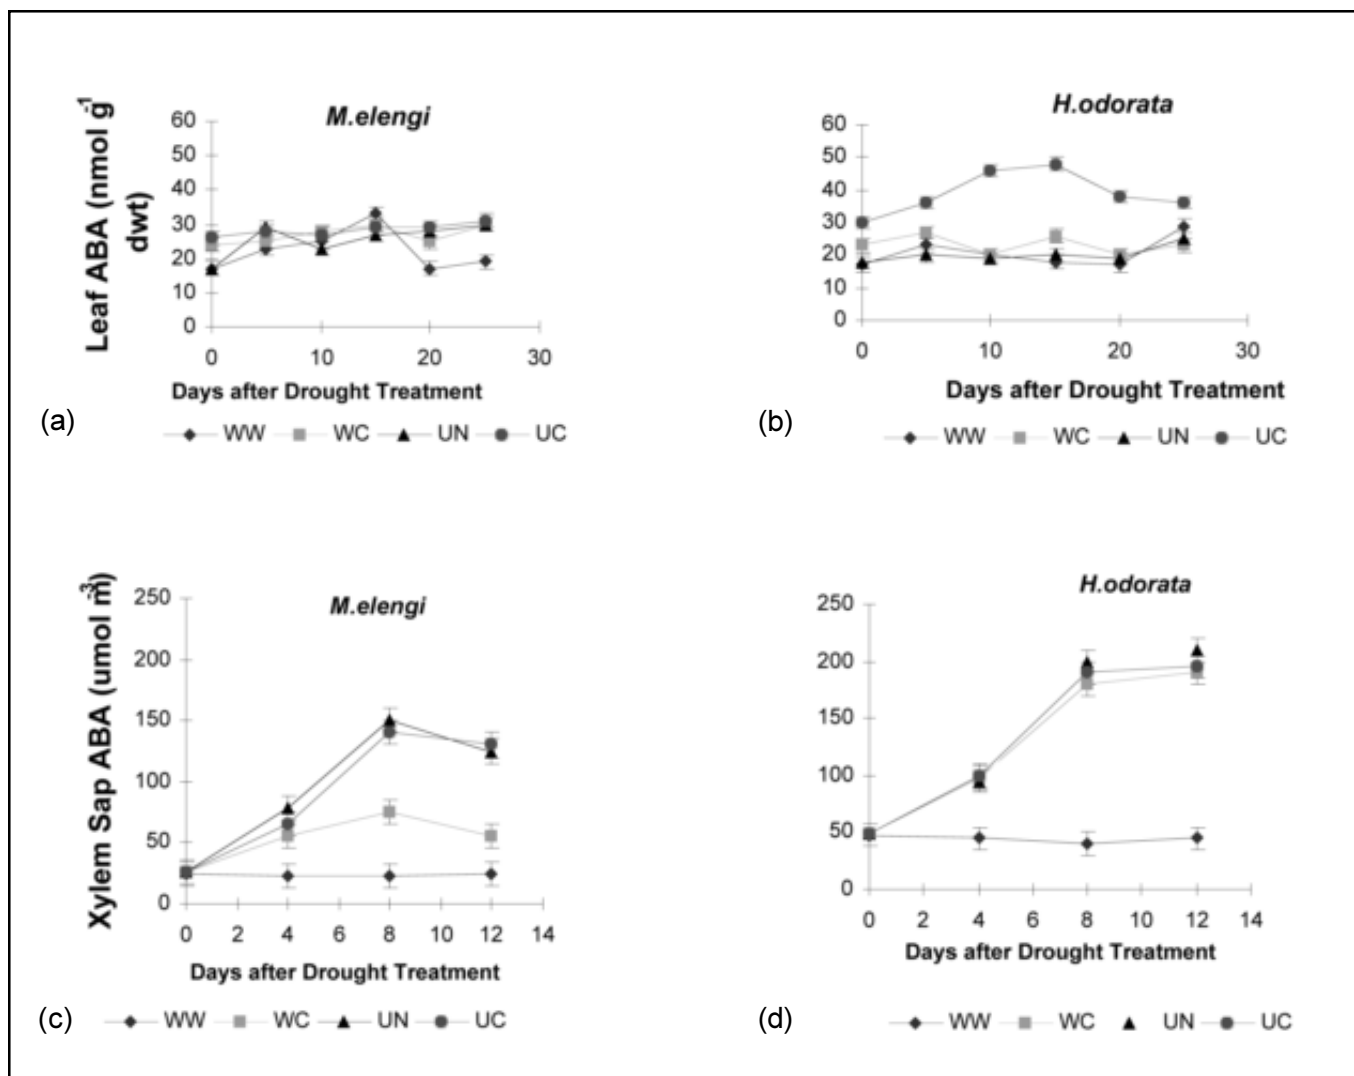 M.elengi
Leaf ABA (nmol g-1
dwt)
60
50
40
30
20
10
0
0 10 20 30
Days after Drought Treatment
(a)
WW WC UN UC
H.odorata
60
50
40
30
20
10
0
0 10 20 30
Days after Drought Treatment
(b)
WW WC UN UC
M.elengi
Xylem Sap ABA (umol m-3)
250
200
150
100
50
0
0 2 4 6 8 10 12 14
Days after Drought Treatment
(c)
WW WC UN UC
H.odorata
250
200
150
100
50
0
0 2 4 6 8 10 12 14
Days after Drought Treatment
(d)
WW WC UN UC